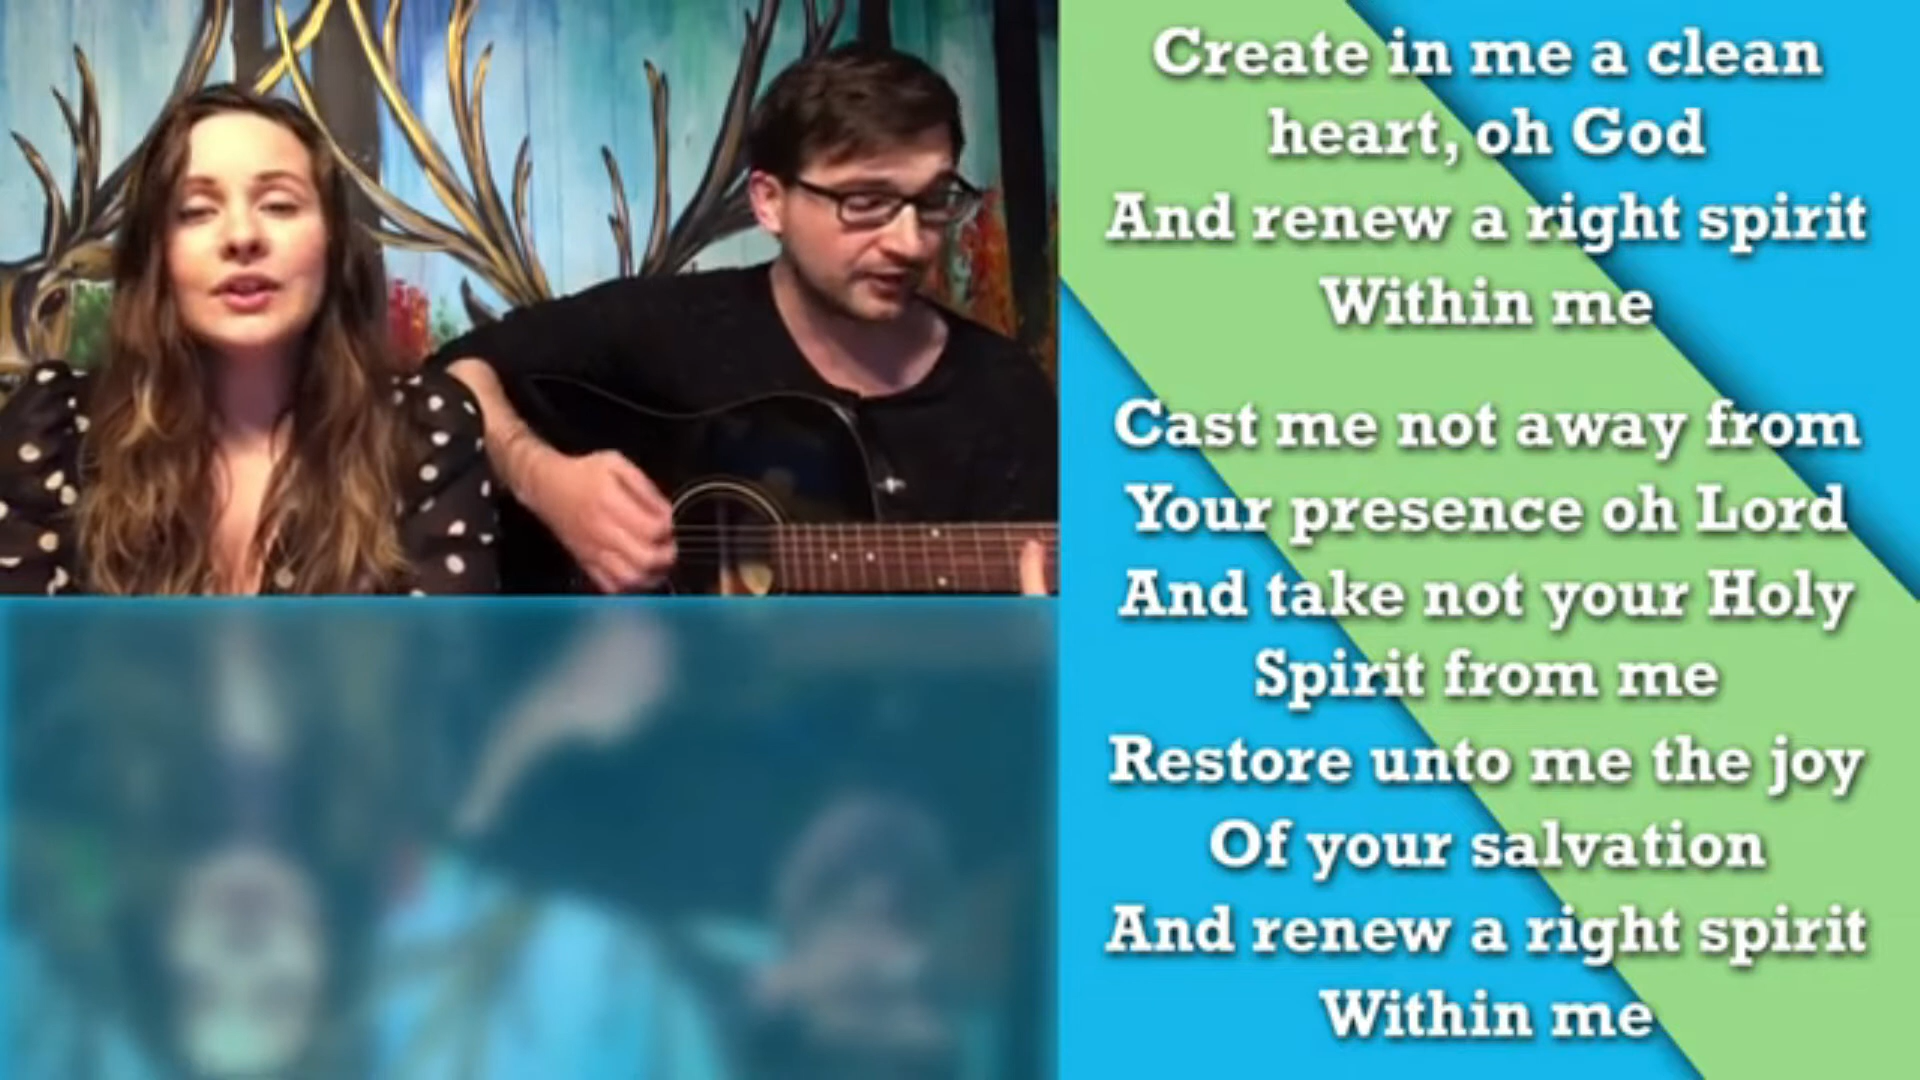 Create in me a clean
heart, oh God
And renew a right spirit
Within me
Cast me not away from
Your presence oh Lord
And take not your Holy
Spirit from me
Restore unto me the joy
Of your salvation
And renew a right spirit
Within me